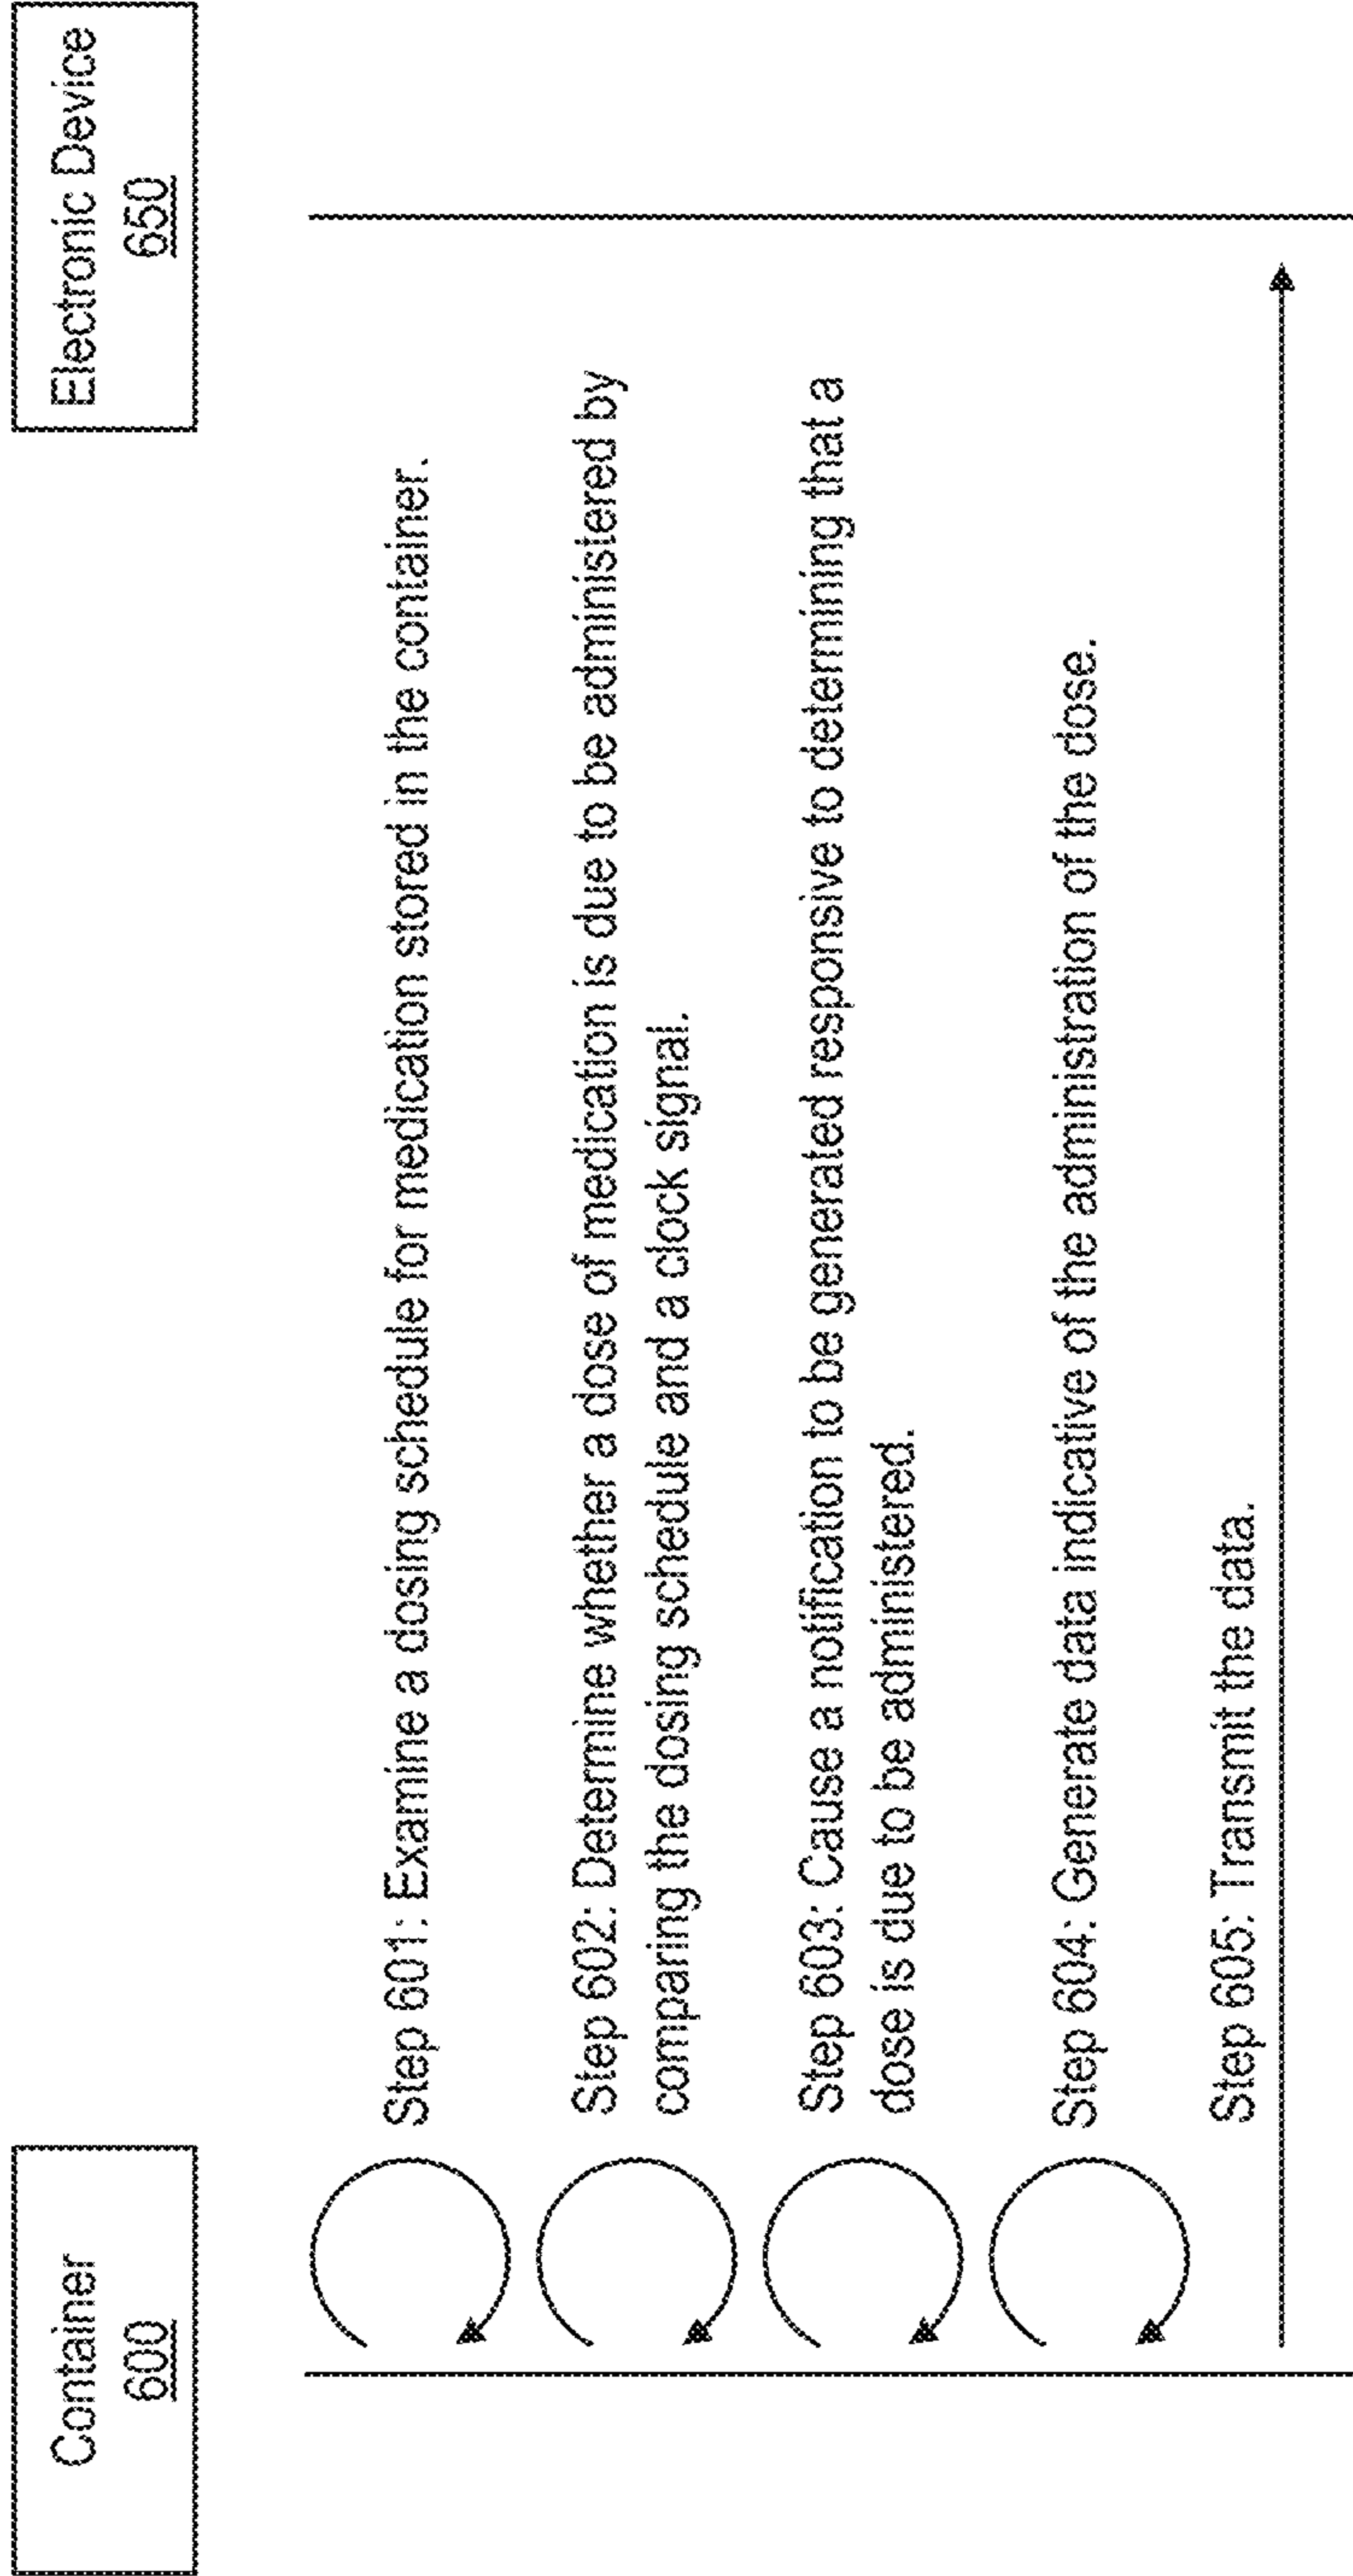 Container
600
Electronic Device
650
Step 601: Examine a dosing schedule for medication stored in the container.
Step 602: Determine whether a dose of medication is due to be administered by
comparing the dosing schedule and a clock signal.
Step 603: Cause a notification to be generated responsive to determining that a
dose is due to be administered.
Step 604: Generate data indicative of the administration of the dose.
Step 605: Transmit the data.